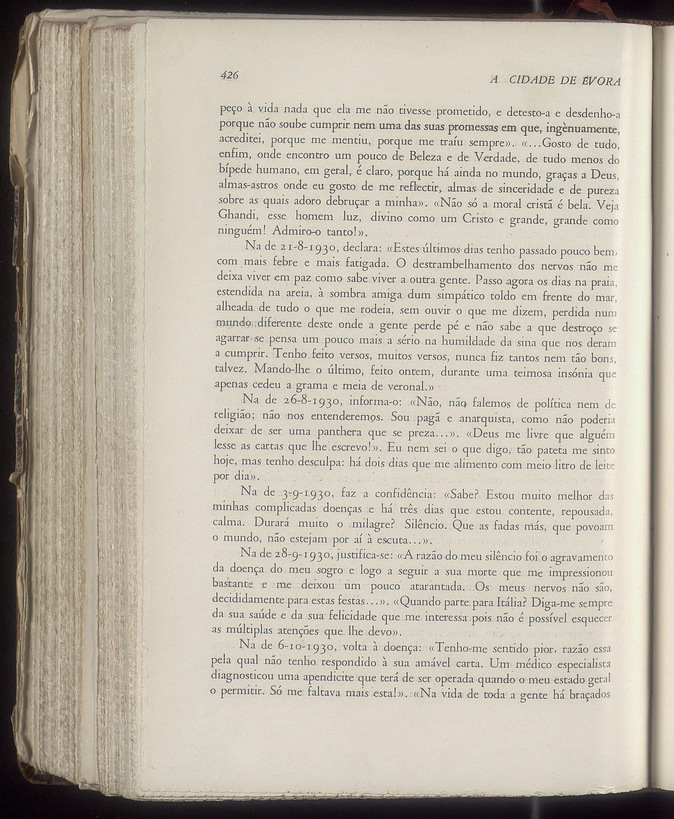 426
A CIDADE DE ÉVORA
peço à vida nada que ela me não tivesse prometido, e detesto-a e desdenho-a
porque não soube cumprir nem uma das suas promessas em que, ingènuamente,
acreditei, porque me mentiu, porque me traíu sempre». «...Gosto de tudo,
enfim, onde encontro um pouco de Beleza e de Verdade, de tudo menos do
bípede humano, em geral, é claro, porque há ainda no mundo, graças a Deus,
almas-astros onde eu gosto de me reflectir, almas de sinceridade e de pureza
sobre as quais adoro debruçar a minha». «Não só a moral cristã é bela. Veja
Ghandi, esse homem luz, divino como um Cristo e grande, grande como
ninguém! Admiro-o tanto!».
Na de 21-8-1930, declara: «Estes últimos dias tenho passado pouco bem,
com mais febre e mais fatigada. O destrambelhamento dos nervos não me
deixa viver em paz como sabe viver a outra gente. Passo agora os dias na praia,
estendida na areia, à sombra amiga dum simpático toldo em frente do mar,
alheada de tudo o que me rodeia, sem ouvir o que me dizem, perdida num
mundo diferente deste onde a gente perde pé e não sabe a que destroço se
agarrar se pensa um pouco mais a sério na humildade da sina que nos deram
a cumprir. Tenho feito versos, muitos versos, nunca fiz tantos nem tão bons,
talvez. Mando-lhe o último, feito ontem, durante uma teimosa insónia que
apenas cedeu a grama e meia de veronal.»
Na de 26-8-1930, informa-o: «Não, não falemos de política nem de
religião; não nos entenderemos. Sou pagã e anarquista, como não poderia
deixar de ser uma panthera que se preza...». «Deus me livre que alguém
lesse as cartas que lhe escrevo!». Eu nem sei o que digo, tão pateta me sinto
hoje, mas tenho desculpa: há dois dias que me alimento com meio litro de leite
por dia».
Na de 3-9-1930, faz a confidência: «Sabe? Estou muito melhor das
minhas complicadas doenças e há três dias que estou contente, repousada,
calma. Durará muito o milagre? Silêncio. Que as fadas más, que povoam
o mundo, não estejam por aí à escuta...».
Na de 28-9-1930, justifica-se: «A razão do meu silêncio foi o agravamento
da doença do meu sogro e logo a seguir a sua morte que me impressionou
bastante e me deixou um pouco atarantada. Os meus nervos não são,
decididamente para estas festas...». «Quando parte para Itália? Diga-me sempre
da sua saúde e da sua felicidade que me interessa pois não é possível esquecer
as múltiplas atenções que lhe devo».
Na de 6-10-1930, volta à doença: «Tenho-me sentido pior, razão essa
pela qual não tenho respondido à sua amável carta. Um médico especialista
diagnosticou uma apendicite que terá de ser operada quando o meu estado geral
o permitir. Só me faltava mais esta!». «Na vida de toda a gente há braçados